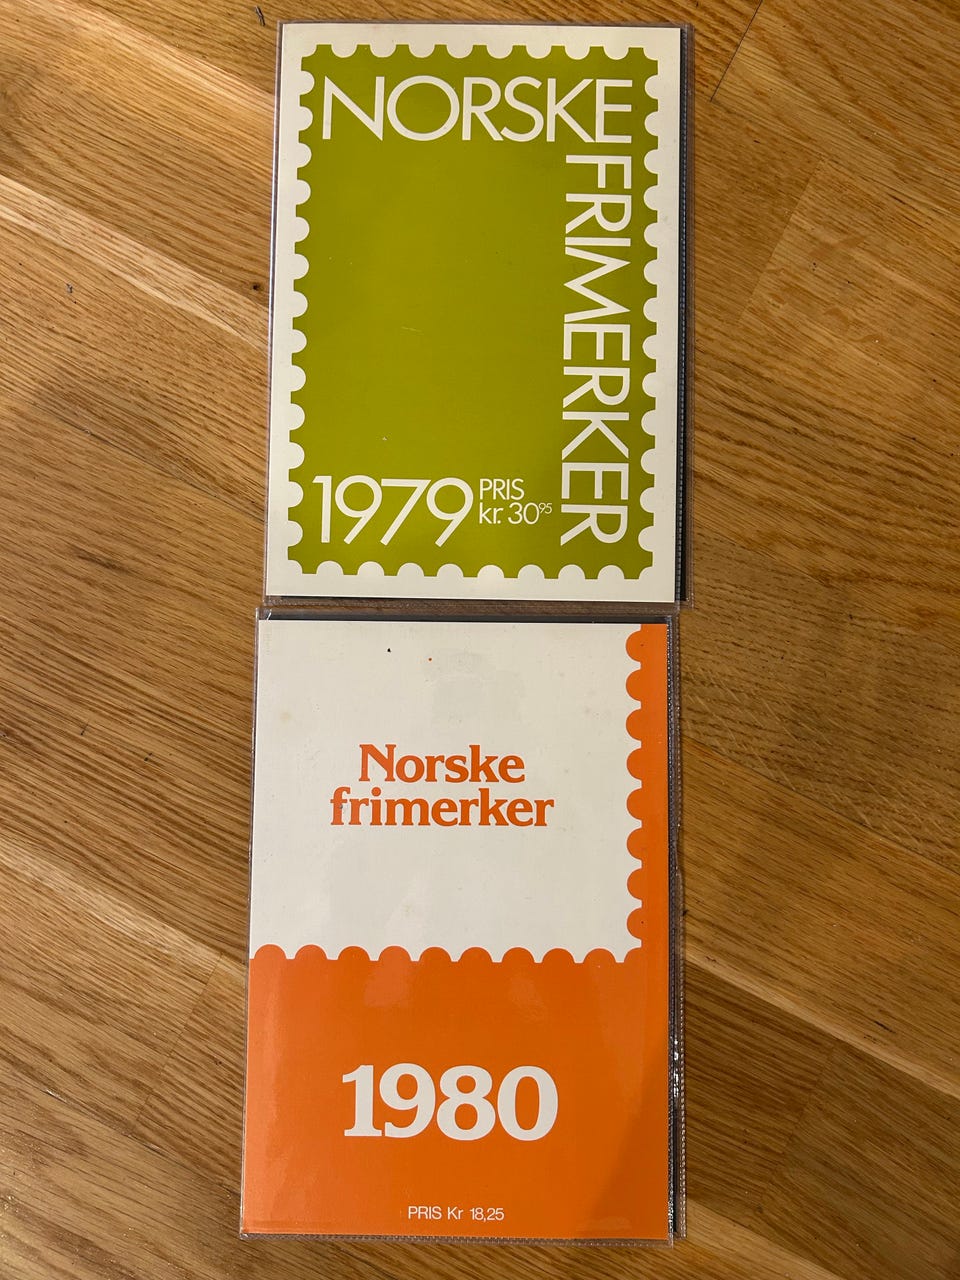 NORSKE
FRIMERKER
1979 PRIS
kr. 30⁹⁵
Norske
frimerker
1980
PRIS Kr 18,25